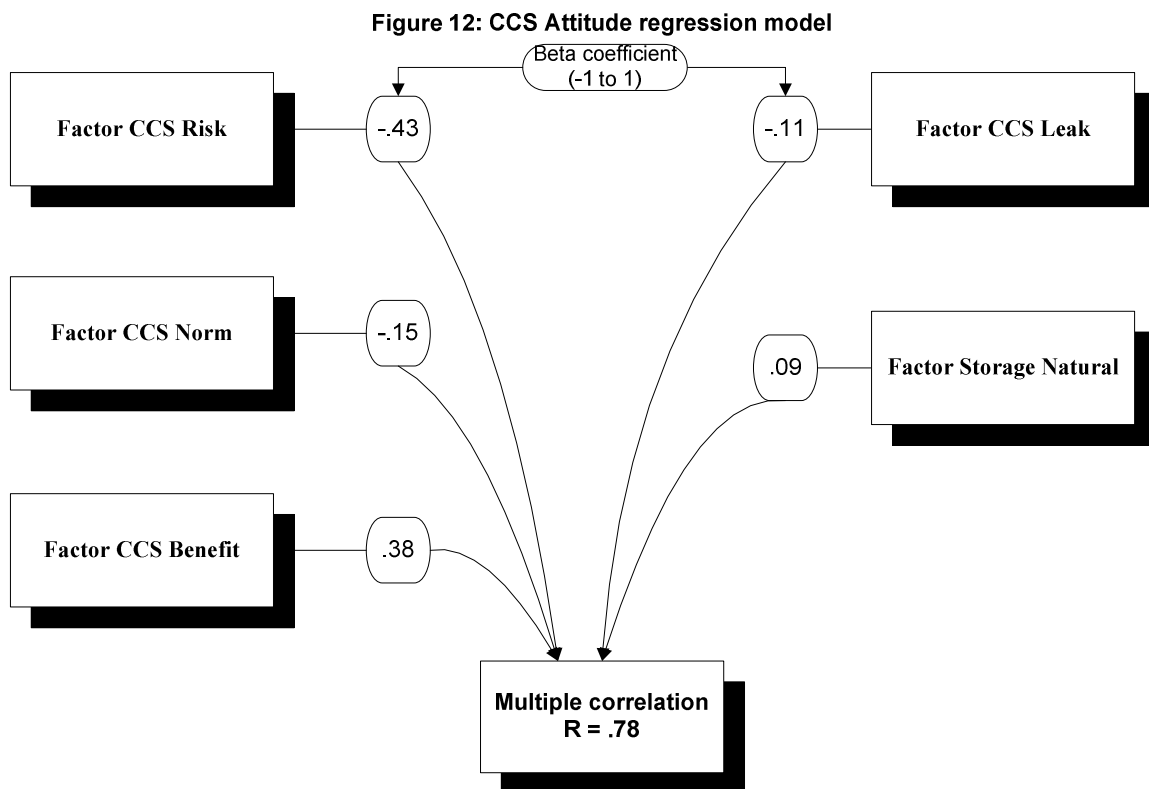 Figure 12: CCS Attitude regression model
Beta coefficient
(-1 to 1)
Factor CCS Risk
-.43
-.11
Factor CCS Leak
Factor CCS Norm
-.15
.09
Factor Storage Natural
Factor CCS Benefit
.38
Multiple correlation
R = .78